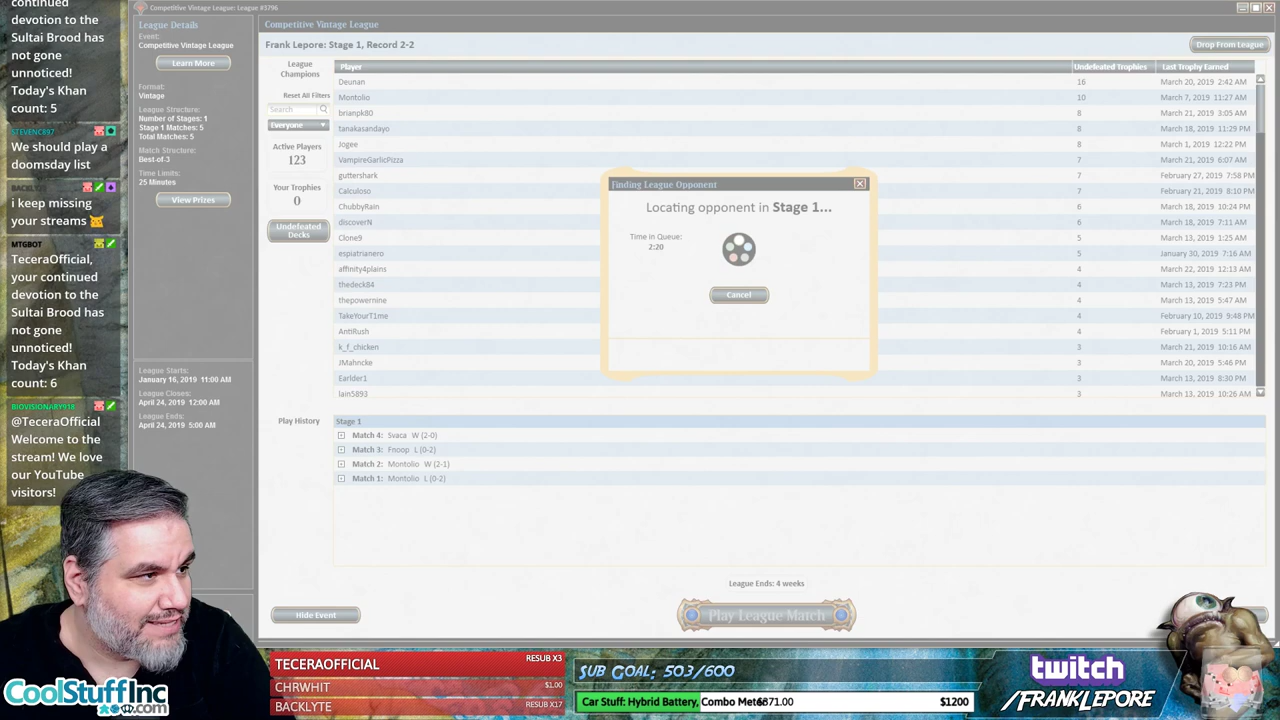 continued
devotion to the
Sultai Brood has
not gone
unnoticed!
Today's Khan
count: 5
STEVENC897
We should play a
doomsday list
BACKLYTE
i keep missing
your streams
MTGBOT
TeceraOfficial,
your continued
devotion to the
Sultai Brood has
not gone
unnoticed!
Today's Khan
count: 6
BIOVISIONARY918
@TeceraOfficial
Welcome to the
stream! We love
our YouTube
visitors!
Competitive Vintage League: League #3796
League Details
Event:
Competitive Vintage League
Learn More
Format:
Vintage
League Structure:
Number of Stages: 1
Stage 1 Matches: 5
Total Matches: 5
Match Structure:
Best-of-3
Time Limits:
25 Minutes
View Prizes
League Starts:
January 16, 2019 11:00 AM
League Closes:
April 24, 2019 12:00 AM
League Ends:
April 24, 2019 5:00 AM
Competitive Vintage League
Frank Lepore: Stage 1, Record 2-2
Drop From League
League
Champions
Reset All Filters
Search
Everyone
Active Players
123
Your Trophies
0
Undefeated
Decks
Player Undefeated Trophies Last Trophy Earned
Deunan 16 March 20, 2019 2:42 AM
Montolio 10 March 7, 2019 11:27 AM
brianpk80 8 March 21, 2019 3:05 AM
tanakasandayo 8 March 18, 2019 11:29 PM
Jogee 8 March 1, 2019 12:22 PM
VampireGarlicPizza 7 March 21, 2019 6:07 AM
guttershark 7 February 27, 2019 7:58 PM
Calculoso 7 February 21, 2019 8:10 PM
ChubbyRain 6 March 18, 2019 10:24 PM
discoverN 6 March 18, 2019 7:11 AM
Clone9 5 March 13, 2019 1:25 AM
espiatrianero 5 January 30, 2019 7:16 AM
affinity4plains 4 March 22, 2019 12:13 AM
thedeck84 4 March 13, 2019 7:23 PM
thepowernine 4 March 13, 2019 5:47 AM
TakeYourT1me 4 February 10, 2019 9:48 PM
AntiRush 4 February 1, 2019 5:11 PM
k_f_chicken 3 March 21, 2019 10:16 AM
JMahncke 3 March 20, 2019 5:46 PM
Earlder1 3 March 13, 2019 8:30 PM
Iain5893 3 March 13, 2019 10:26 AM
Finding League Opponent
Locating opponent in Stage 1...
Time in Queue:
2:20
Cancel
Play History
Stage 1
Match 4: Svaca W (2-0)
Match 3: Fnoop L (0-2)
Match 2: Montolio W (2-1)
Match 1: Montolio L (0-2)
League Ends: 4 weeks
Hide Event
Play League Match
CoolStuffInc
.com
TECERAOFFICIAL RESUB X3
CHRWHIT $1.00
BACKLYTE RESUB X17
SUB GOAL: 503/600
Car Stuff: Hybrid Battery, Combo Meter $1200
twitch
/FRANKLEPORE